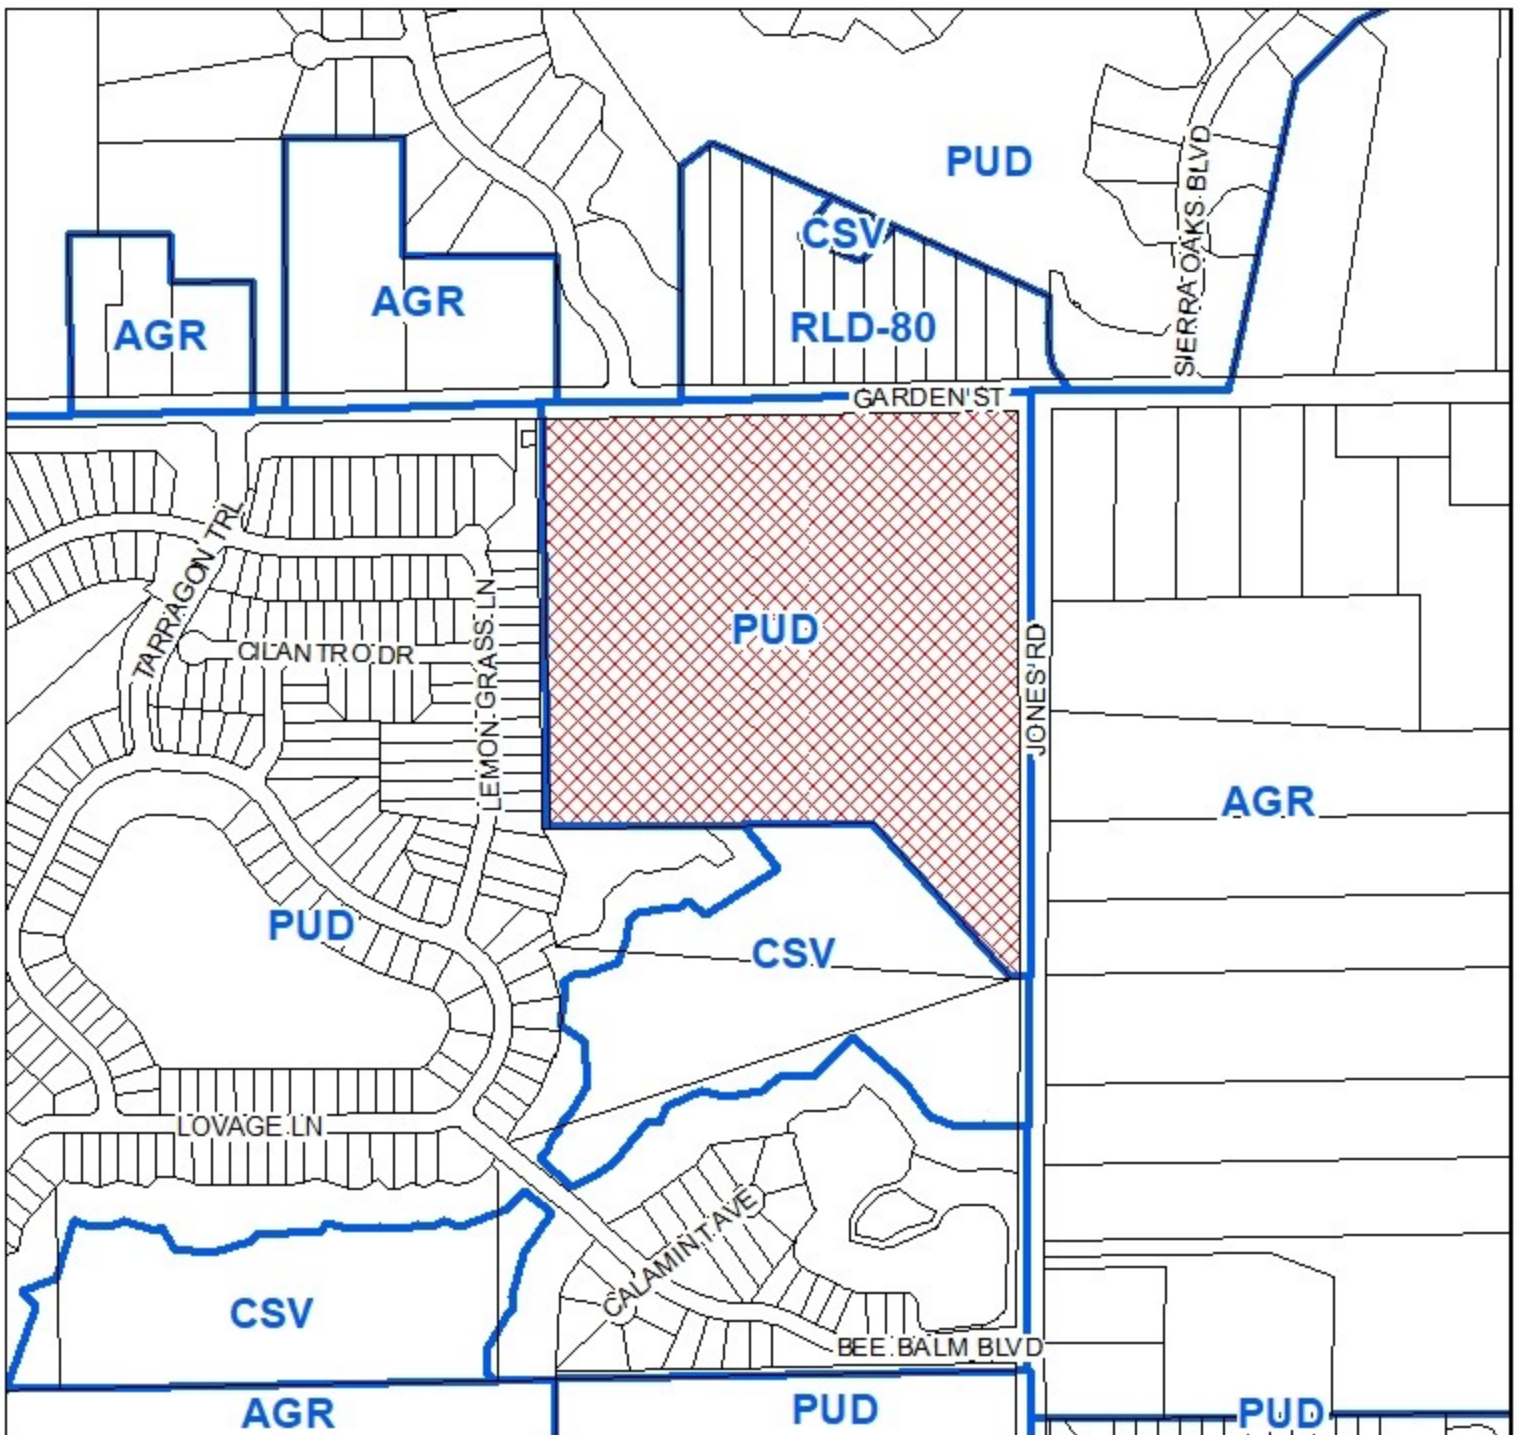 PUD
CSV
SIERRA OAKS BLVD
AGR
AGR
RLD-80
GARDEN ST
TARRAGON TRL
CILANTRO DR
LEMON GRASS LN
PUD
JONES RD
AGR
PUD
CSV
LOVAGE LN
CALAMINT AVE
CSV
BEE BALM BLVD
AGR
PUD
PUD